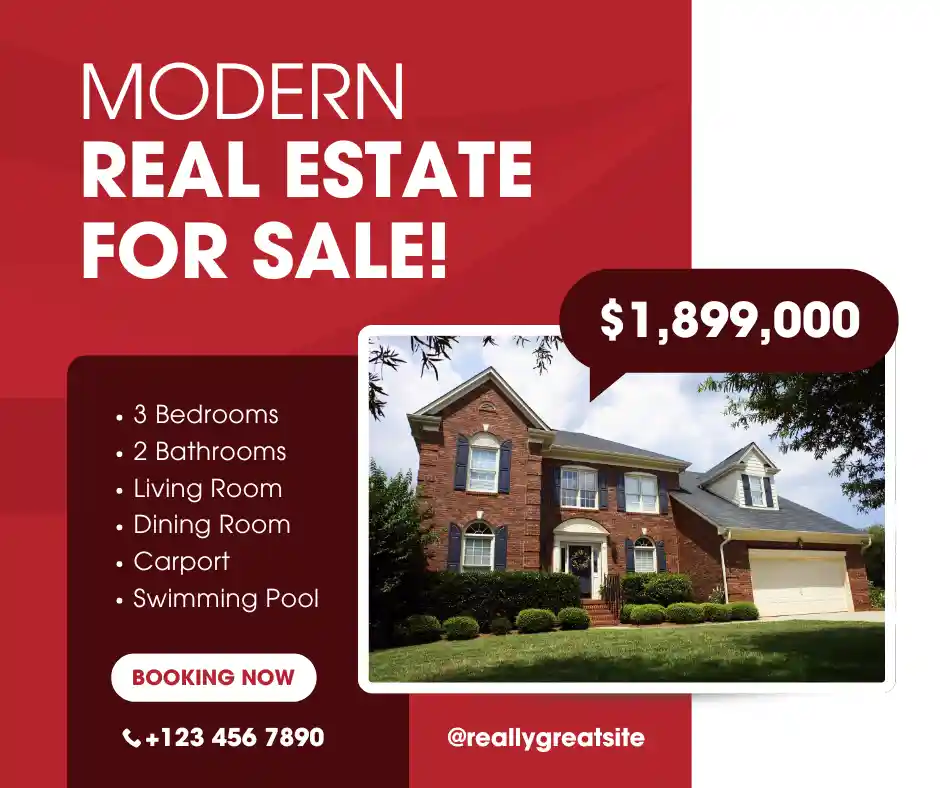 MODERN
REAL ESTATE
FOR SALE!
$1,899,000
• 3 Bedrooms
• 2 Bathrooms
• Living Room
• Dining Room
• Carport
• Swimming Pool
BOOKING NOW
+123 456 7890
@reallygreatsite